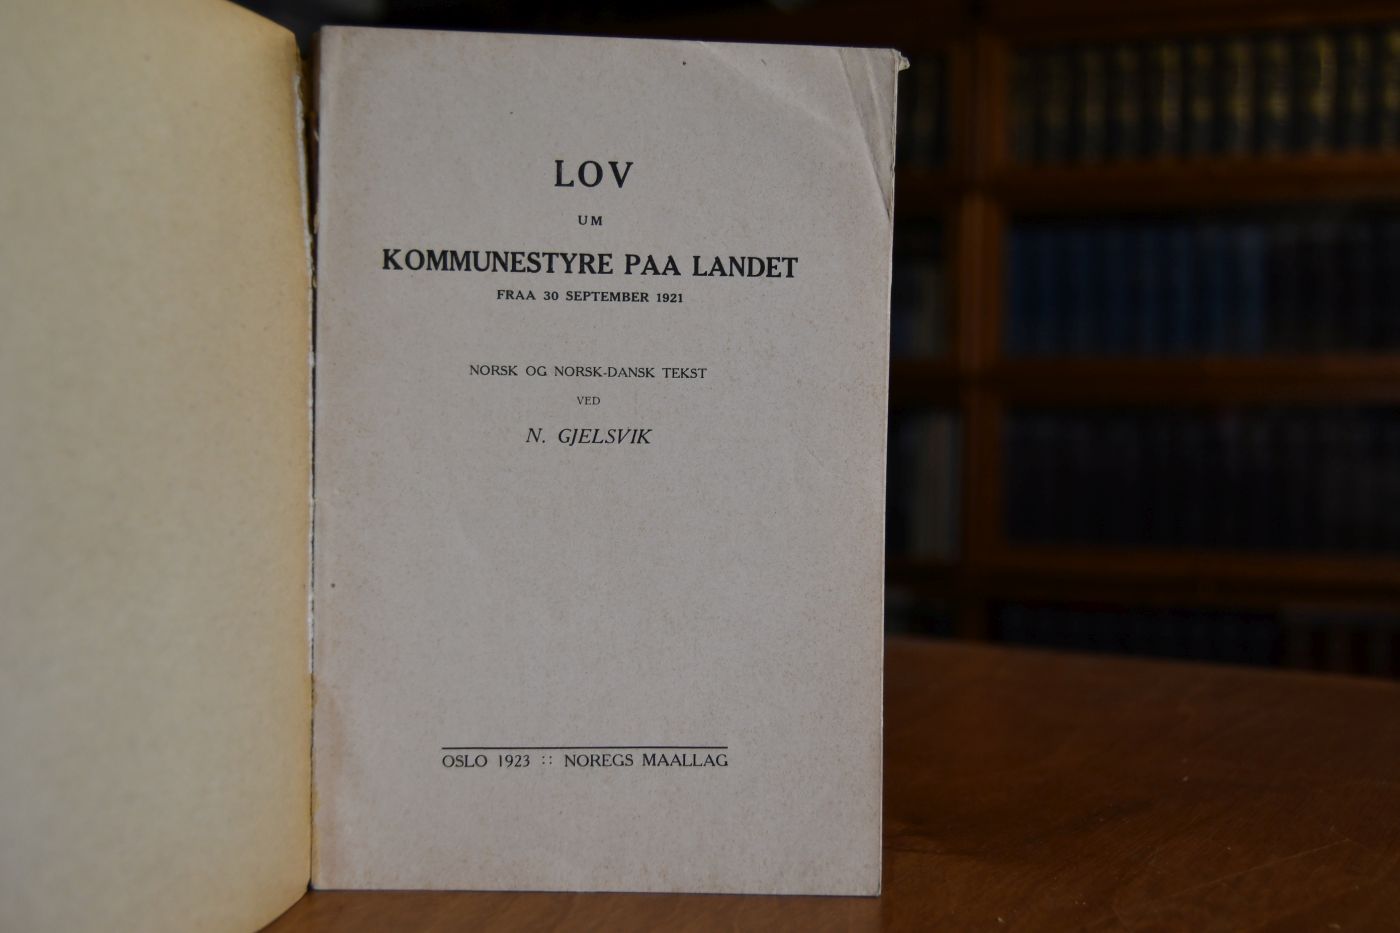 LOV
UM
KOMMUNESTYRE PAA LANDET
FRAA 30 SEPTEMBER 1921
NORSK OG NORSK-DANSK TEKST
VED
N. GJELSVIK
OSLO 1923 :: NOREGS MAALLAG